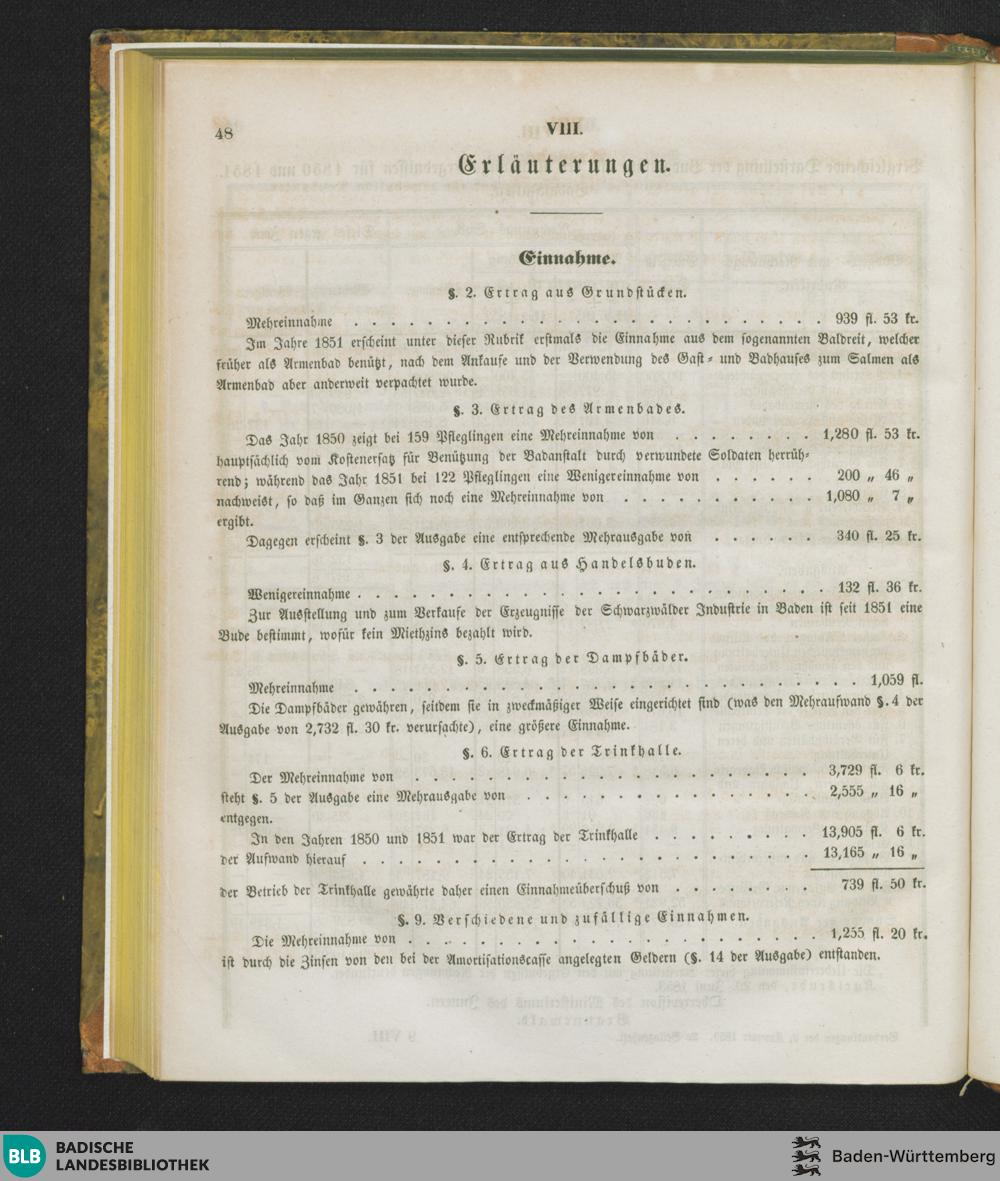 48
VIII.
Erläuterungen.
Einnahme.
§. 2. Ertrag aus Grundstücken.
Mehreinnahme . . . . . . . . . . . . . . . . . . . . . . . . . . 939 fl. 53 kr.
Im Jahre 1851 erscheint unter dieser Rubrik erstmals die Einnahme aus dem sogenannten Baldreit, welcher
früher als Armenbad benützt, nach dem Ankaufe und der Verwendung des Gast- und Badhauses zum Salmen als
Armenbad aber anderweit verpachtet wurde.
§. 3. Ertrag des Armenbades.
Das Jahr 1850 zeigt bei 159 Pfleglingen eine Mehreinnahme von . . . . . . . . 1,280 fl. 53 kr.
hauptsächlich vom Kostenersatz für Benützung der Badanstalt durch verwundete Soldaten herrüh-
rend; während das Jahr 1851 bei 122 Pfleglingen eine Wenigereinnahme von . . . . . . 200 „ 46 „
nachweist, so daß im Ganzen sich noch eine Mehreinnahme von . . . . . . . . . . . 1,080 „ 7 „
ergibt.
Dagegen erscheint §. 3 der Ausgabe eine entsprechende Mehrausgabe von . . . . . . 340 fl. 25 kr.
§. 4. Ertrag aus Handelsbuden.
Wenigereinnahme . . . . . . . . . . . . . . . . . . . . . . . . . . 132 fl. 36 kr.
Zur Ausstellung und zum Verkaufe der Erzeugnisse der Schwarzwälder Industrie in Baden ist seit 1851 eine
Bude bestimmt, wofür kein Miethzins bezahlt wird.
§. 5. Ertrag der Dampfbäder.
Mehreinnahme . . . . . . . . . . . . . . . . . . . . . . . . . . . . 1,059 fl.
Die Dampfbäder gewähren, seitdem sie in zweckmäßiger Weise eingerichtet sind (was den Mehraufwand §. 4 der
Ausgabe von 2,732 fl. 30 kr. verursachte), eine größere Einnahme.
§. 6. Ertrag der Trinkhalle.
Der Mehreinnahme von . . . . . . . . . . . . . . . . . . . . . . 3,729 fl. 6 kr.
steht §. 5 der Ausgabe eine Mehrausgabe von . . . . . . . . . . . . . . . . 2,555 „ 16 „
entgegen.
In den Jahren 1850 und 1851 war der Ertrag der Trinkhalle . . . . . . . . . 13,905 fl. 6 kr.
der Aufwand hierauf . . . . . . . . . . . . . . . . . . . . . . . . . 13,165 „ 16 „
der Betrieb der Trinkhalle gewährte daher einen Einnahmeüberschuß von . . . . . . . . 739 fl. 50 kr.
§. 9. Verschiedene und zufällige Einnahmen.
Die Mehreinnahme von . . . . . . . . . . . . . . . . . . . . . . . 1,255 fl. 20 kr.
ist durch die Zinsen von den bei der Amortisationscasse angelegten Geldern (§. 14 der Ausgabe) entstanden.
BLB
BADISCHE
LANDESBIBLIOTHEK
Baden-Württemberg